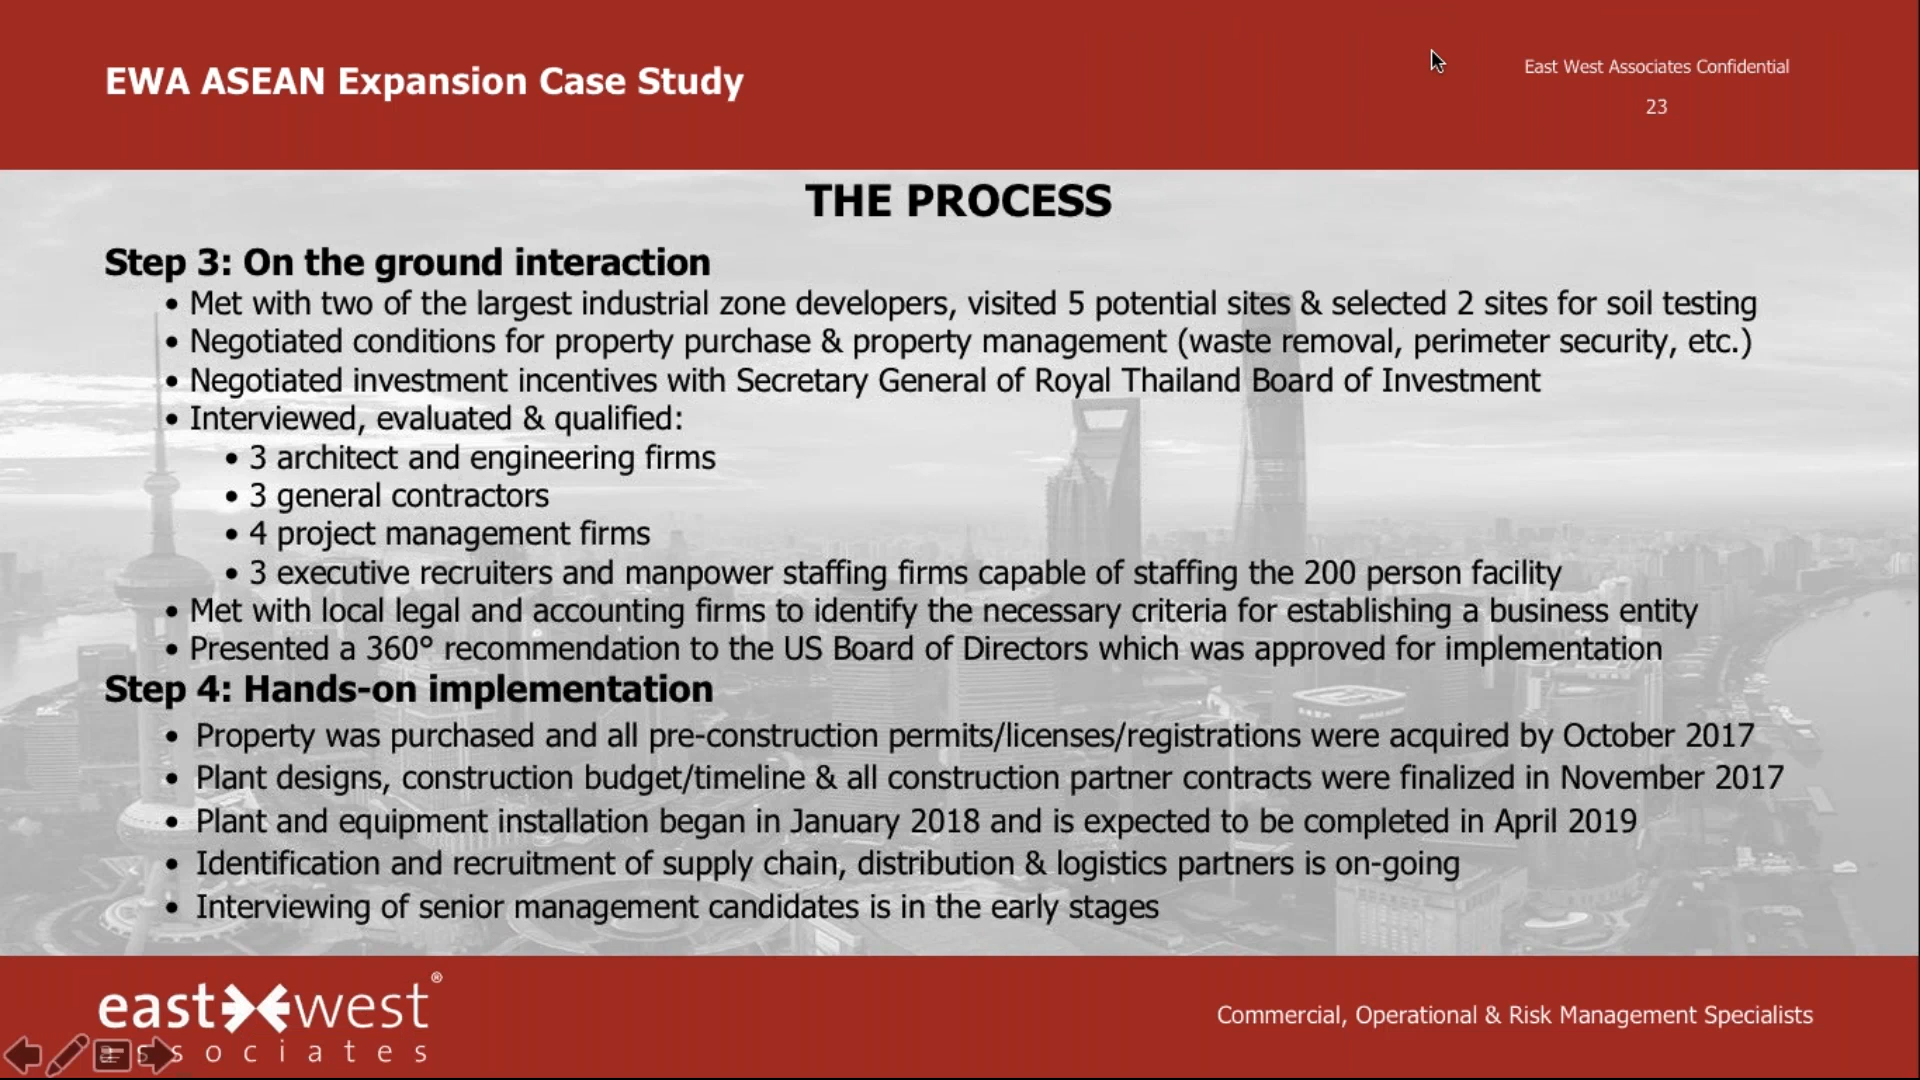 EWA ASEAN Expansion Case Study
East West Associates Confidential
23
THE PROCESS
Step 3: On the ground interaction
• Met with two of the largest industrial zone developers, visited 5 potential sites & selected 2 sites for soil testing
• Negotiated conditions for property purchase & property management (waste removal, perimeter security, etc.)
• Negotiated investment incentives with Secretary General of Royal Thailand Board of Investment
• Interviewed, evaluated & qualified:
• 3 architect and engineering firms
• 3 general contractors
• 4 project management firms
• 3 executive recruiters and manpower staffing firms capable of staffing the 200 person facility
• Met with local legal and accounting firms to identify the necessary criteria for establishing a business entity
• Presented a 360° recommendation to the US Board of Directors which was approved for implementation
Step 4: Hands-on implementation
• Property was purchased and all pre-construction permits/licenses/registrations were acquired by October 2017
• Plant designs, construction budget/timeline & all construction partner contracts were finalized in November 2017
• Plant and equipment installation began in January 2018 and is expected to be completed in April 2019
• Identification and recruitment of supply chain, distribution & logistics partners is on-going
• Interviewing of senior management candidates is in the early stages
east west ®
associates
Commercial, Operational & Risk Management Specialists